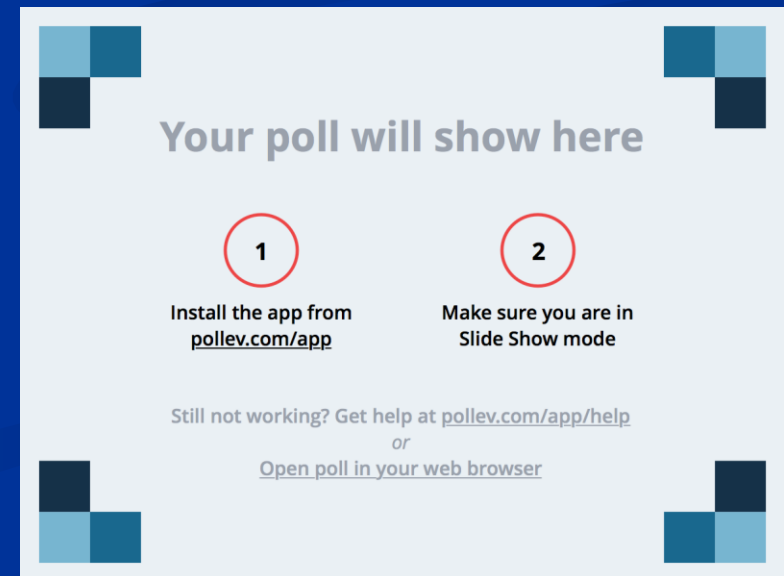 Your poll will show here
1
2
Install the app from
pollev.com/app
Make sure you are in
Slide Show mode
Still not working? Get help at pollev.com/app/help
or
Open poll in your web browser